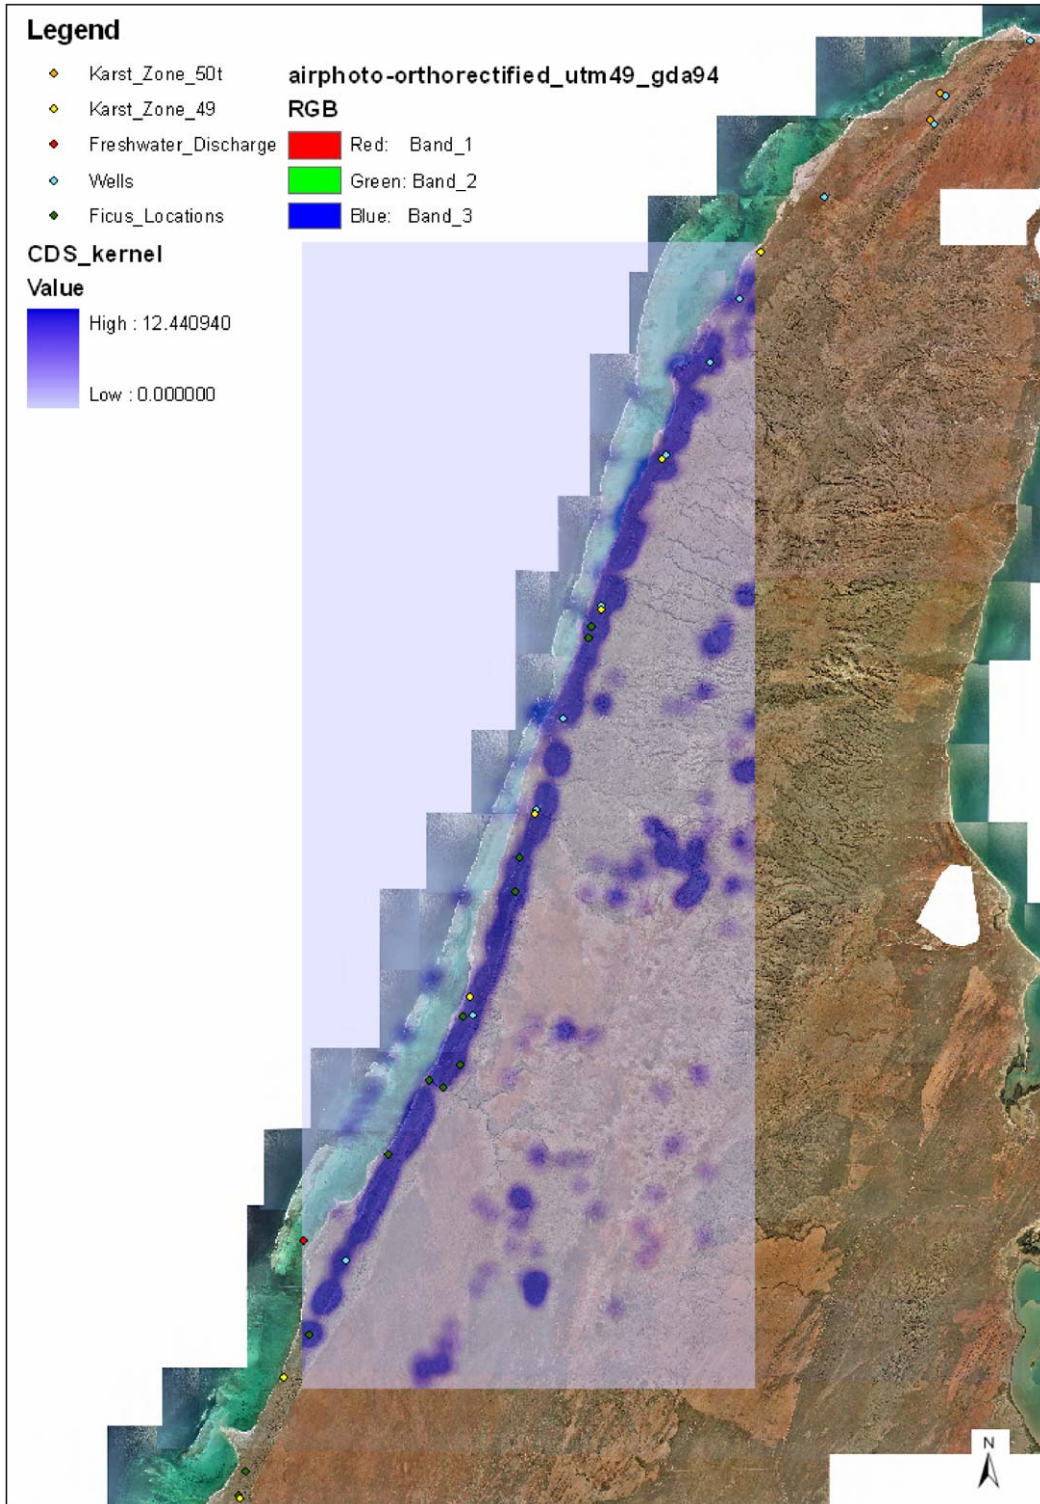 Legend
Karst_Zone_50t
Karst_Zone_49
Freshwater_Discharge
Wells
Ficus_Locations
CDS_kernel
Value
High : 12.440940
Low : 0.000000
airphoto-orthorectified_utm49_gda94
RGB
Red: Band_1
Green: Band_2
Blue: Band_3
N